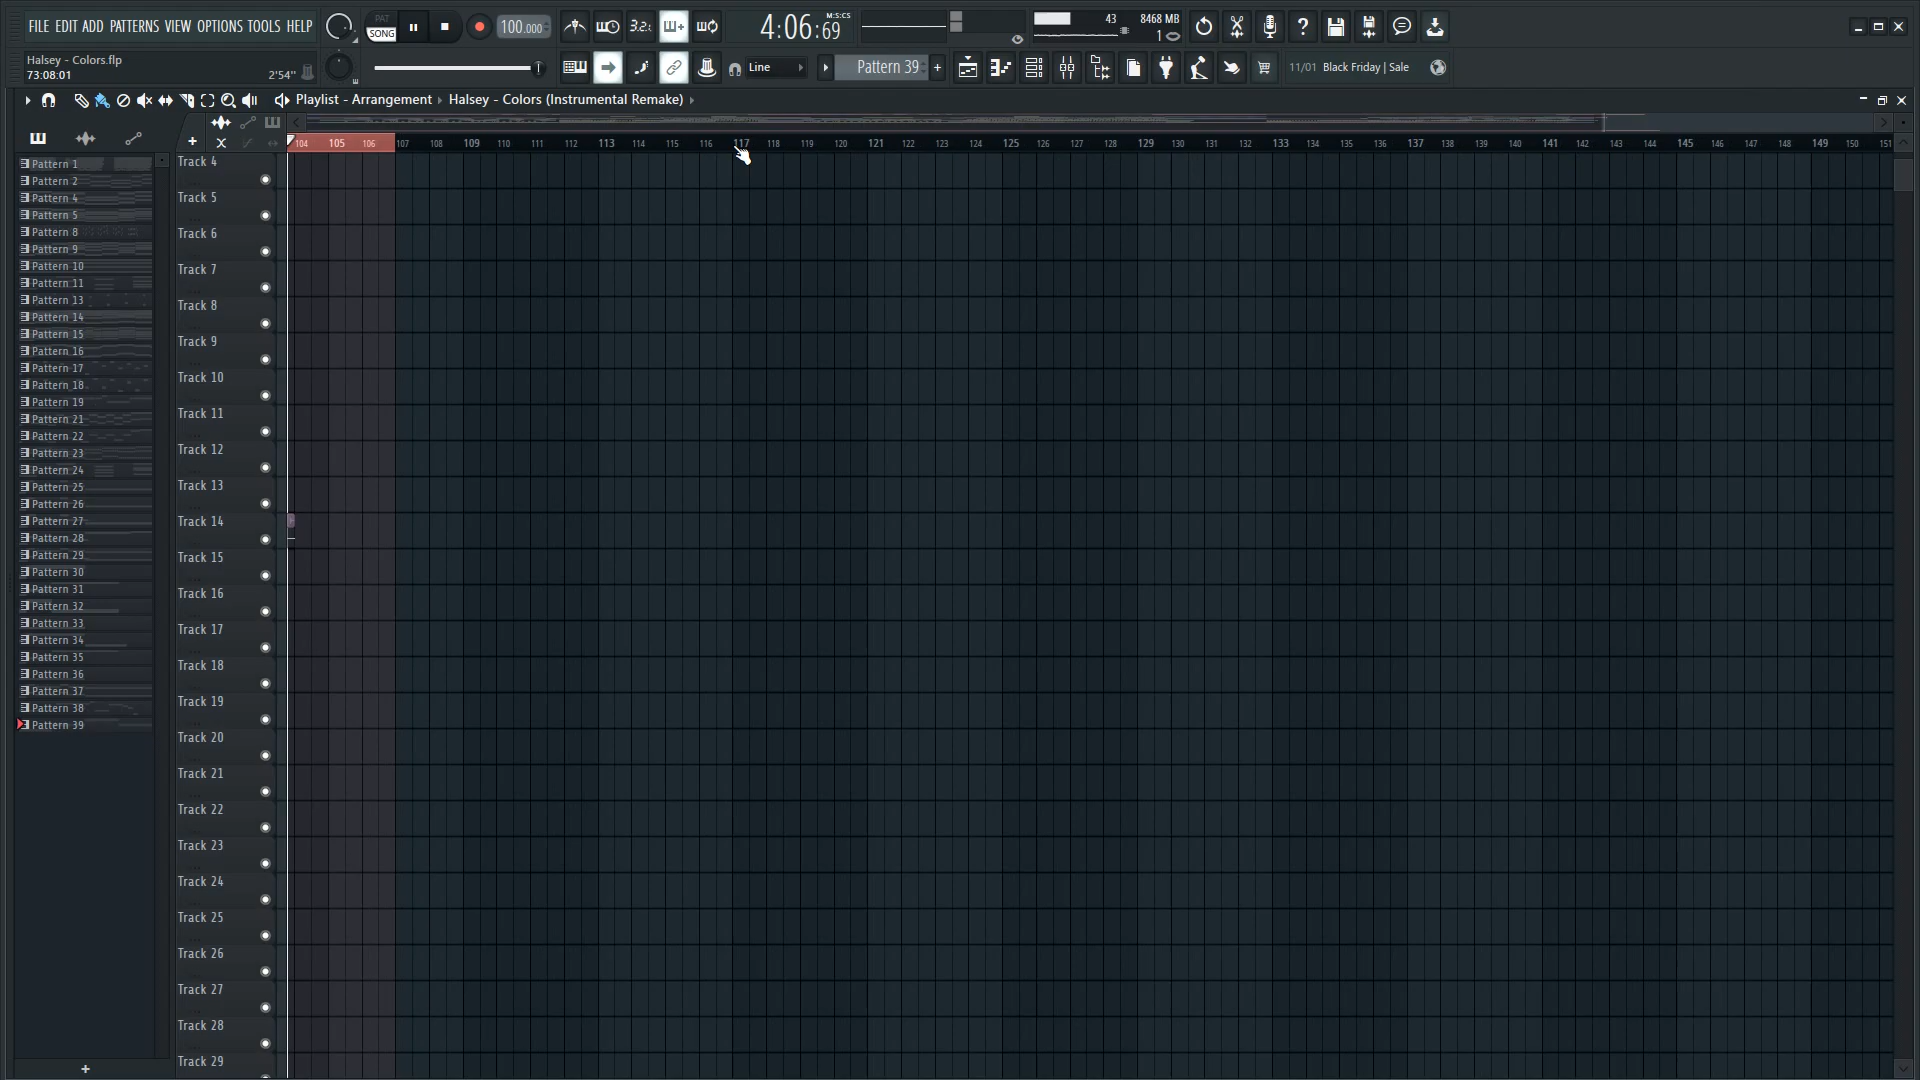 FILE EDIT ADD PATTERNS VIEW OPTIONS TOOLS HELP
PAT
SONG
100.000
3.2.
4:06:69
M:S:CS
43
8468 MB
1
Halsey - Colors.flp
73:08:01
2'54"
Line
Pattern 39
11/01 Black Friday | Sale
Playlist - Arrangement › Halsey - Colors (Instrumental Remake) ›
104 105 106 107 108 109 110 111 112 113 114 115 116 117 118 119 120 121 122 123 124 125 126 127 128 129 130 131 132 133 134 135 136 137 138 139 140 141 142 143 144 145 146 147 148 149 150 151
Pattern 1
Pattern 2
Pattern 4
Pattern 5
Pattern 8
Pattern 9
Pattern 10
Pattern 11
Pattern 13
Pattern 14
Pattern 15
Pattern 16
Pattern 17
Pattern 18
Pattern 19
Pattern 21
Pattern 22
Pattern 23
Pattern 24
Pattern 25
Pattern 26
Pattern 27
Pattern 28
Pattern 29
Pattern 30
Pattern 31
Pattern 32
Pattern 33
Pattern 34
Pattern 35
Pattern 36
Pattern 37
Pattern 38
Pattern 39
Track 4
Track 5
Track 6
Track 7
Track 8
Track 9
Track 10
Track 11
Track 12
Track 13
Track 14
Track 15
Track 16
Track 17
Track 18
Track 19
Track 20
Track 21
Track 22
Track 23
Track 24
Track 25
Track 26
Track 27
Track 28
Track 29